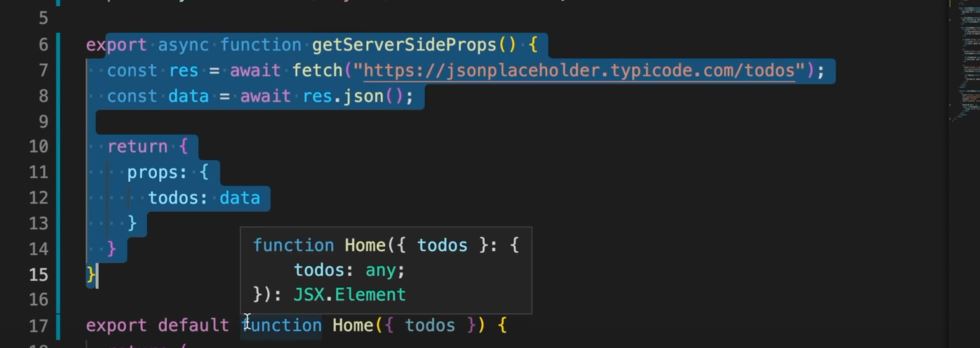 5
6 export async function getServerSideProps() {
7 const res = await fetch("https://jsonplaceholder.typicode.com/todos");
8 const data = await res.json();
9
10 return {
11 props: {
12 todos: data
13 }
14 }
15 }
16
function Home({ todos }: {
todos: any;
}): JSX.Element
17 export default function Home({ todos }) {